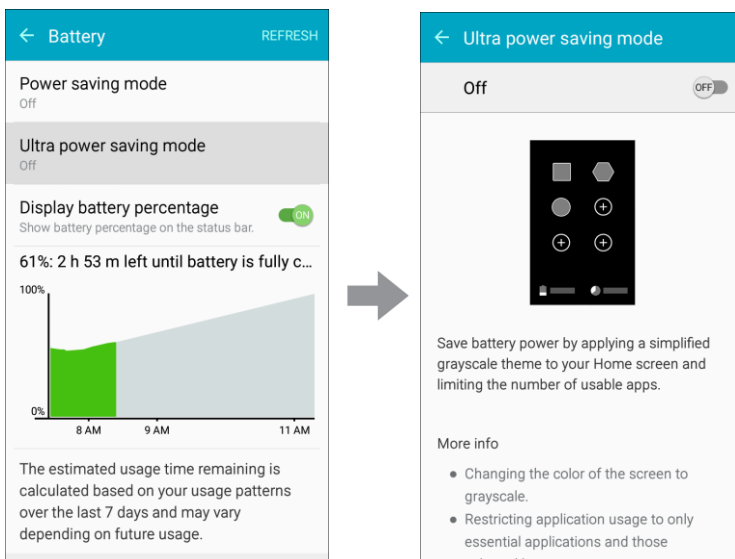 Battery REFRESH
Power saving mode
Off
Ultra power saving mode
Off
Display battery percentage
ON
Show battery percentage on the status bar.
61%: 2 h 53 m left until battery is fully c...
100%
0%
8 AM 9 AM 11 AM
The estimated usage time remaining is
calculated based on your usage patterns
over the last 7 days and may vary
depending on future usage.
Ultra power saving mode
Off OFF
Save battery power by applying a simplified
grayscale theme to your Home screen and
limiting the number of usable apps.
More info
• Changing the color of the screen to
grayscale.
• Restricting application usage to only
essential applications and those